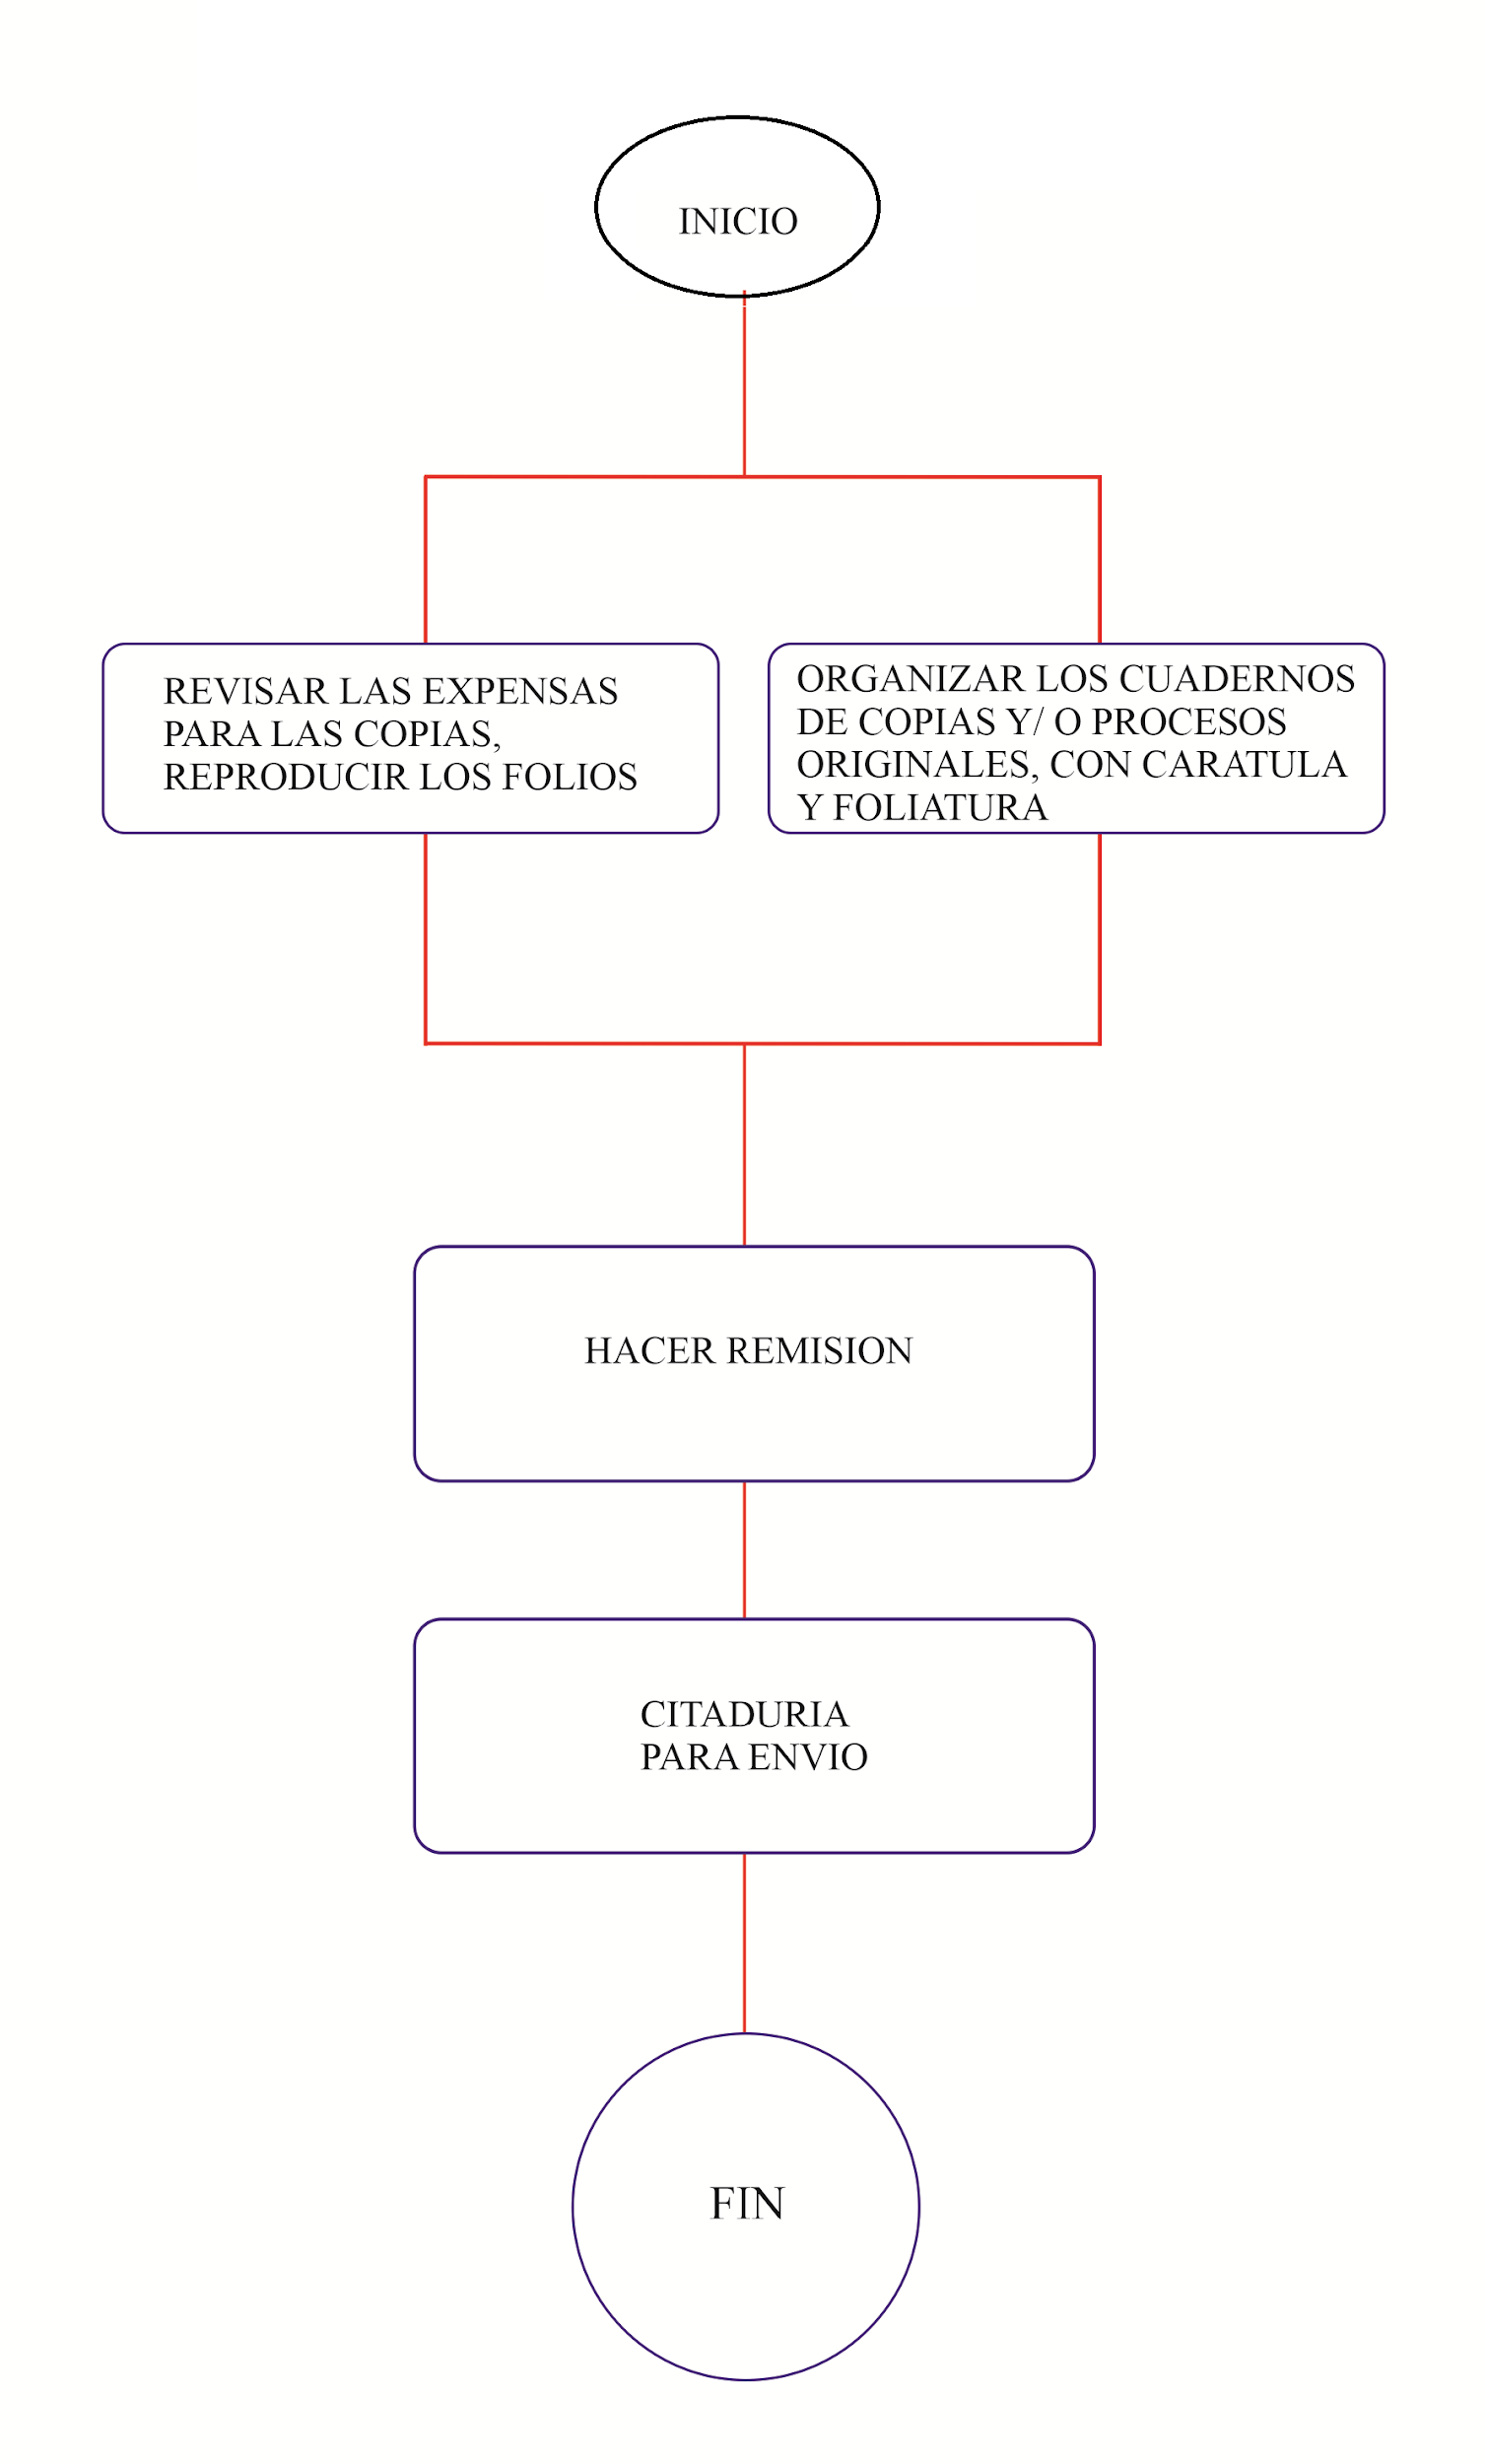 INICIO
REVISAR LAS EXPENSAS
PARA LAS COPIAS,
REPRODUCIR LOS FOLIOS
ORGANIZAR LOS CUADERNOS
DE COPIAS Y/ O PROCESOS
ORIGINALES, CON CARATULA
Y FOLIATURA
HACER REMISION
CITADURIA
PARA ENVIO
FIN